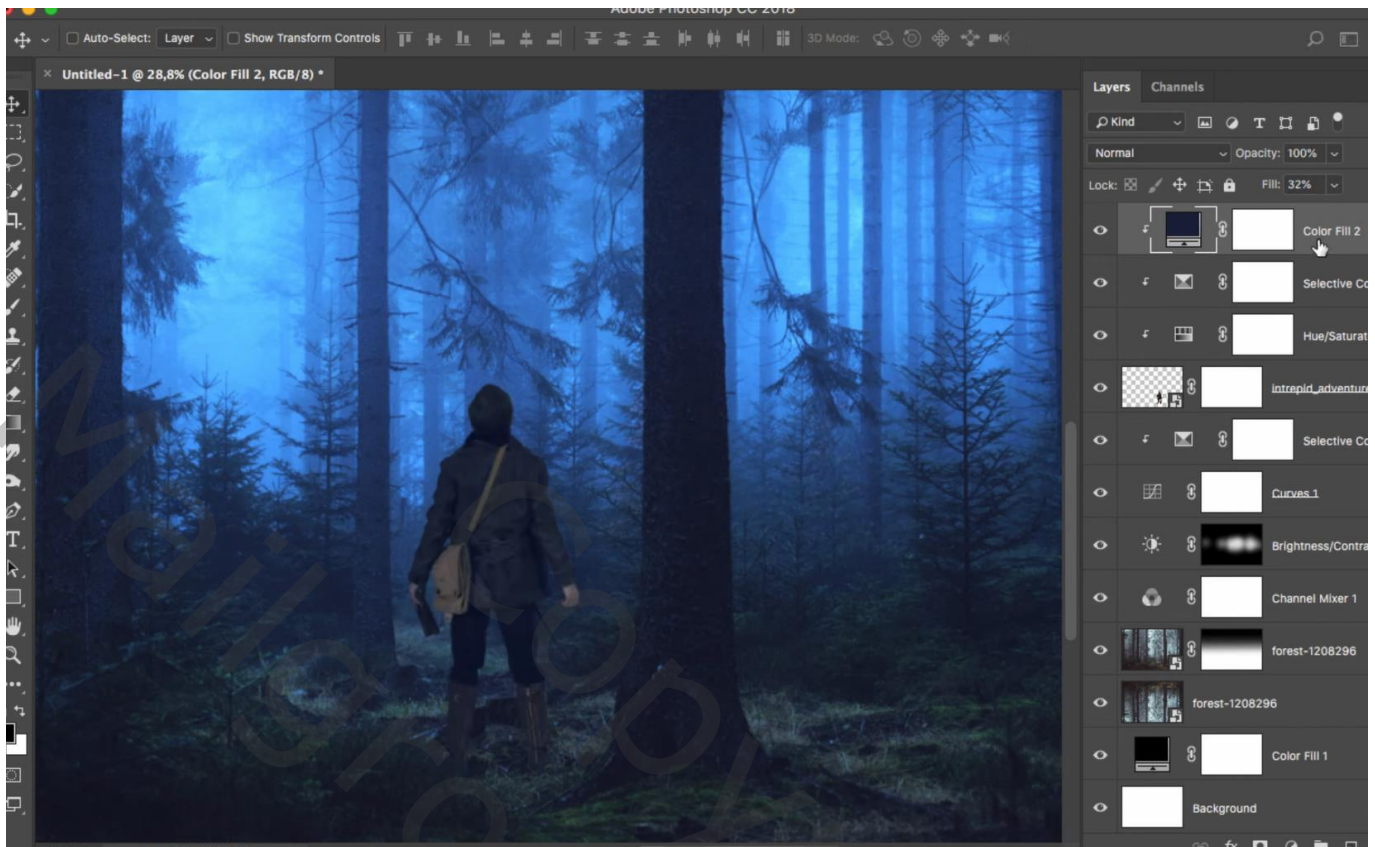 Adobe Photoshop CC 2018
Auto-Select: Layer Show Transform Controls 3D Mode:
× Untitled-1 @ 28,8% (Color Fill 2, RGB/8) *
Layers Channels
Kind
Normal Opacity: 100%
Lock: Fill: 32%
Color Fill 2
Selective Co
Hue/Saturat
intrepid_adventure
Selective Co
Curves 1
Brightness/Contra
Channel Mixer 1
forest-1208296
forest-1208296
Color Fill 1
Background
Copy